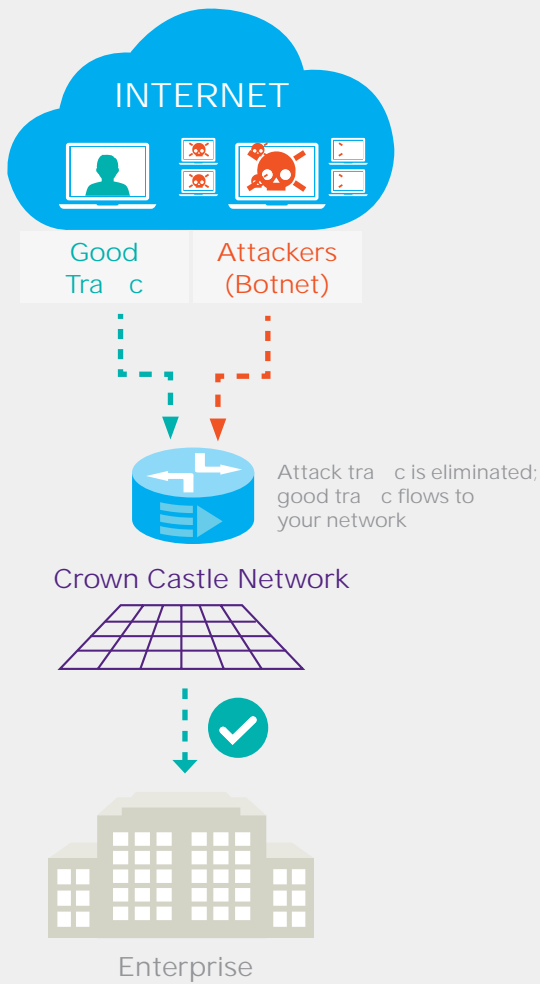 INTERNET
Good
Tra c
Attackers
(Botnet)
Attack tra c is eliminated;
good tra c flows to
your network
Crown Castle Network
Enterprise